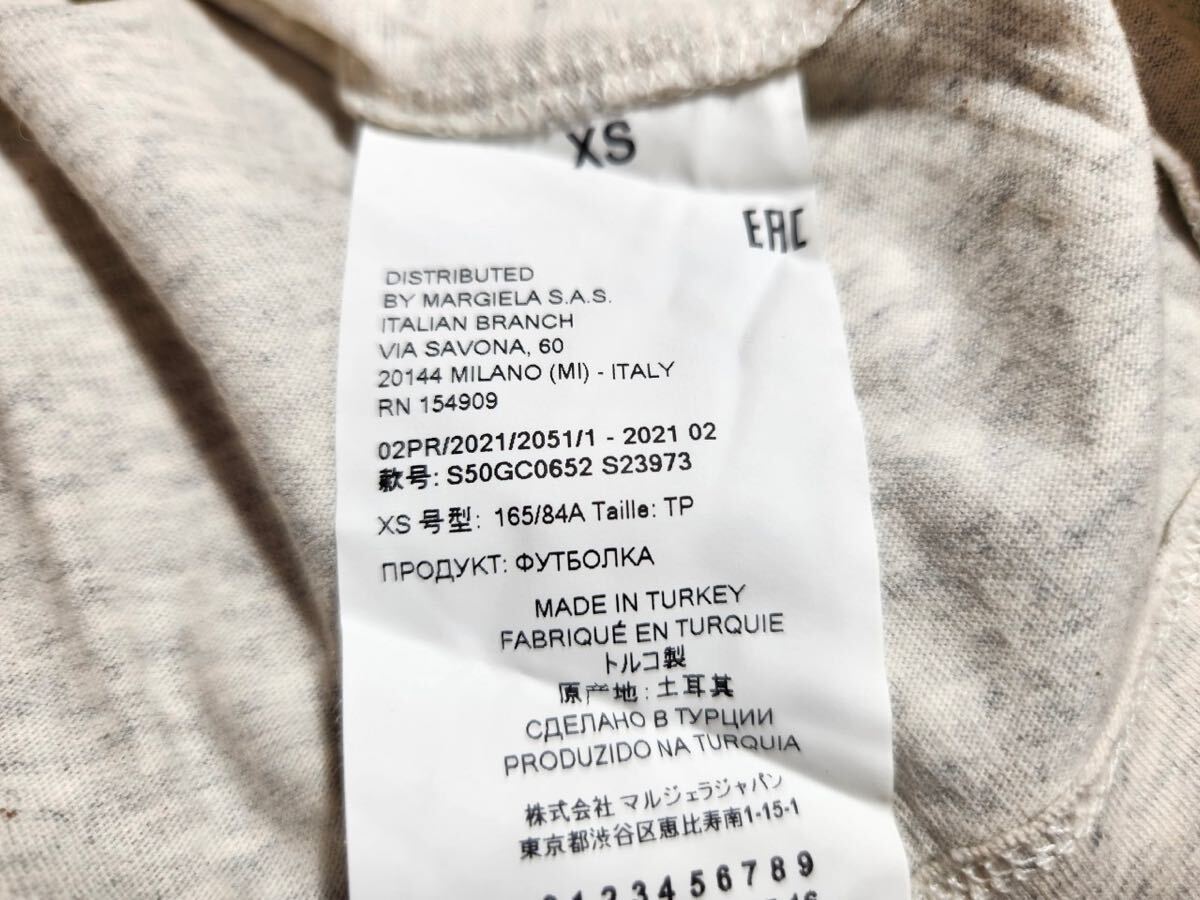 XS
EAC
DISTRIBUTED
BY MARGIELA S.A.S.
ITALIAN BRANCH
VIA SAVONA, 60
20144 MILANO (MI) - ITALY
RN 154909
02PR/2021/2051/1 - 2021 02
款号: S50GC0652 S23973
XS 号型: 165/84A Taille: TP
ПРОДУКТ: ФУТБОЛКА
MADE IN TURKEY
FABRIQUÉ EN TURQUIE
トルコ製
原产地: 土耳其
СДЕЛАНО В ТУРЦИИ
PRODUZIDO NA TURQUIA
株式会社 マルジェラジャパン
東京都渋谷区恵比寿南1-15-1
0 1 2 3 4 5 6 7 8 9